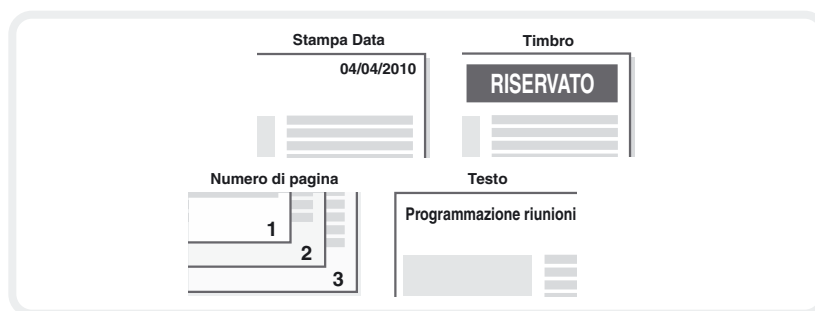 Stampa Data
04/04/2010
Timbro
RISERVATO
Numero di pagina
1
2
3
Testo
Programmazione riunioni